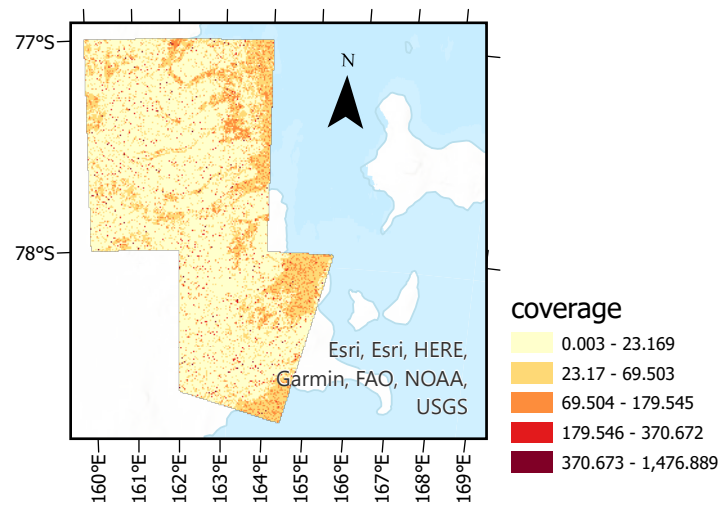 77°S
N
78°S
Esri, Esri, HERE,
Garmin, FAO, NOAA,
USGS
160°E
161°E
162°E
163°E
164°E
165°E
166°E
167°E
168°E
169°E
coverage
0.003 - 23.169
23.17 - 69.503
69.504 - 179.545
179.546 - 370.672
370.673 - 1,476.889